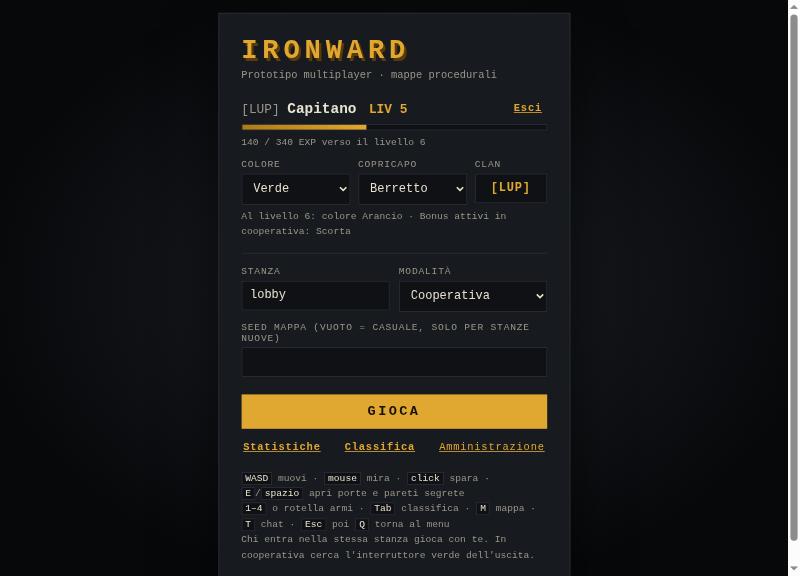 IRONWARD
Prototipo multiplayer · mappe procedurali
[LUP] Capitano LIV 5 Esci
140 / 340 EXP verso il livello 6
COLORE COPRICAPO CLAN
Verde Berretto [LUP]
Al livello 6: colore Arancio · Bonus attivi in
cooperativa: Scorta
STANZA MODALITÀ
lobby Cooperativa
SEED MAPPA (VUOTO = CASUALE, SOLO PER STANZE
NUOVE)
GIOCA
Statistiche Classifica Amministrazione
WASD muovi · mouse mira · click spara ·
E / spazio apri porte e pareti segrete
1–4 o rotella armi · Tab classifica · M mappa ·
T chat · Esc poi Q torna al menu
Chi entra nella stessa stanza gioca con te. In
cooperativa cerca l'interruttore verde dell'uscita.